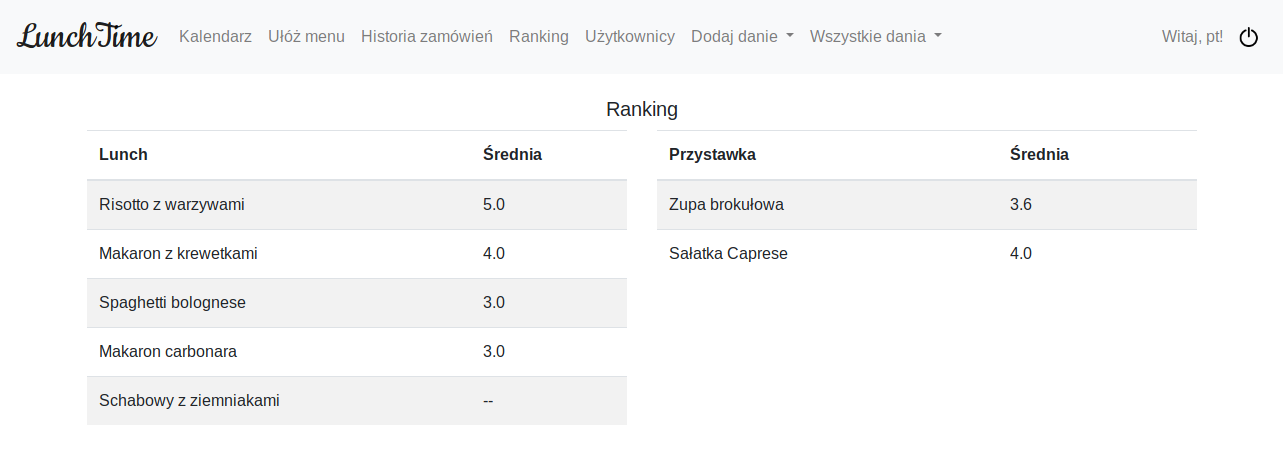 LunchTime Kalendarz Ułóż menu Historia zamówień Ranking Użytkownicy Dodaj danie Wszystkie dania Witaj, pt!
Ranking
Lunch Średnia
Risotto z warzywami 5.0
Makaron z krewetkami 4.0
Spaghetti bolognese 3.0
Makaron carbonara 3.0
Schabowy z ziemniakami --
Przystawka Średnia
Zupa brokułowa 3.6
Sałatka Caprese 4.0